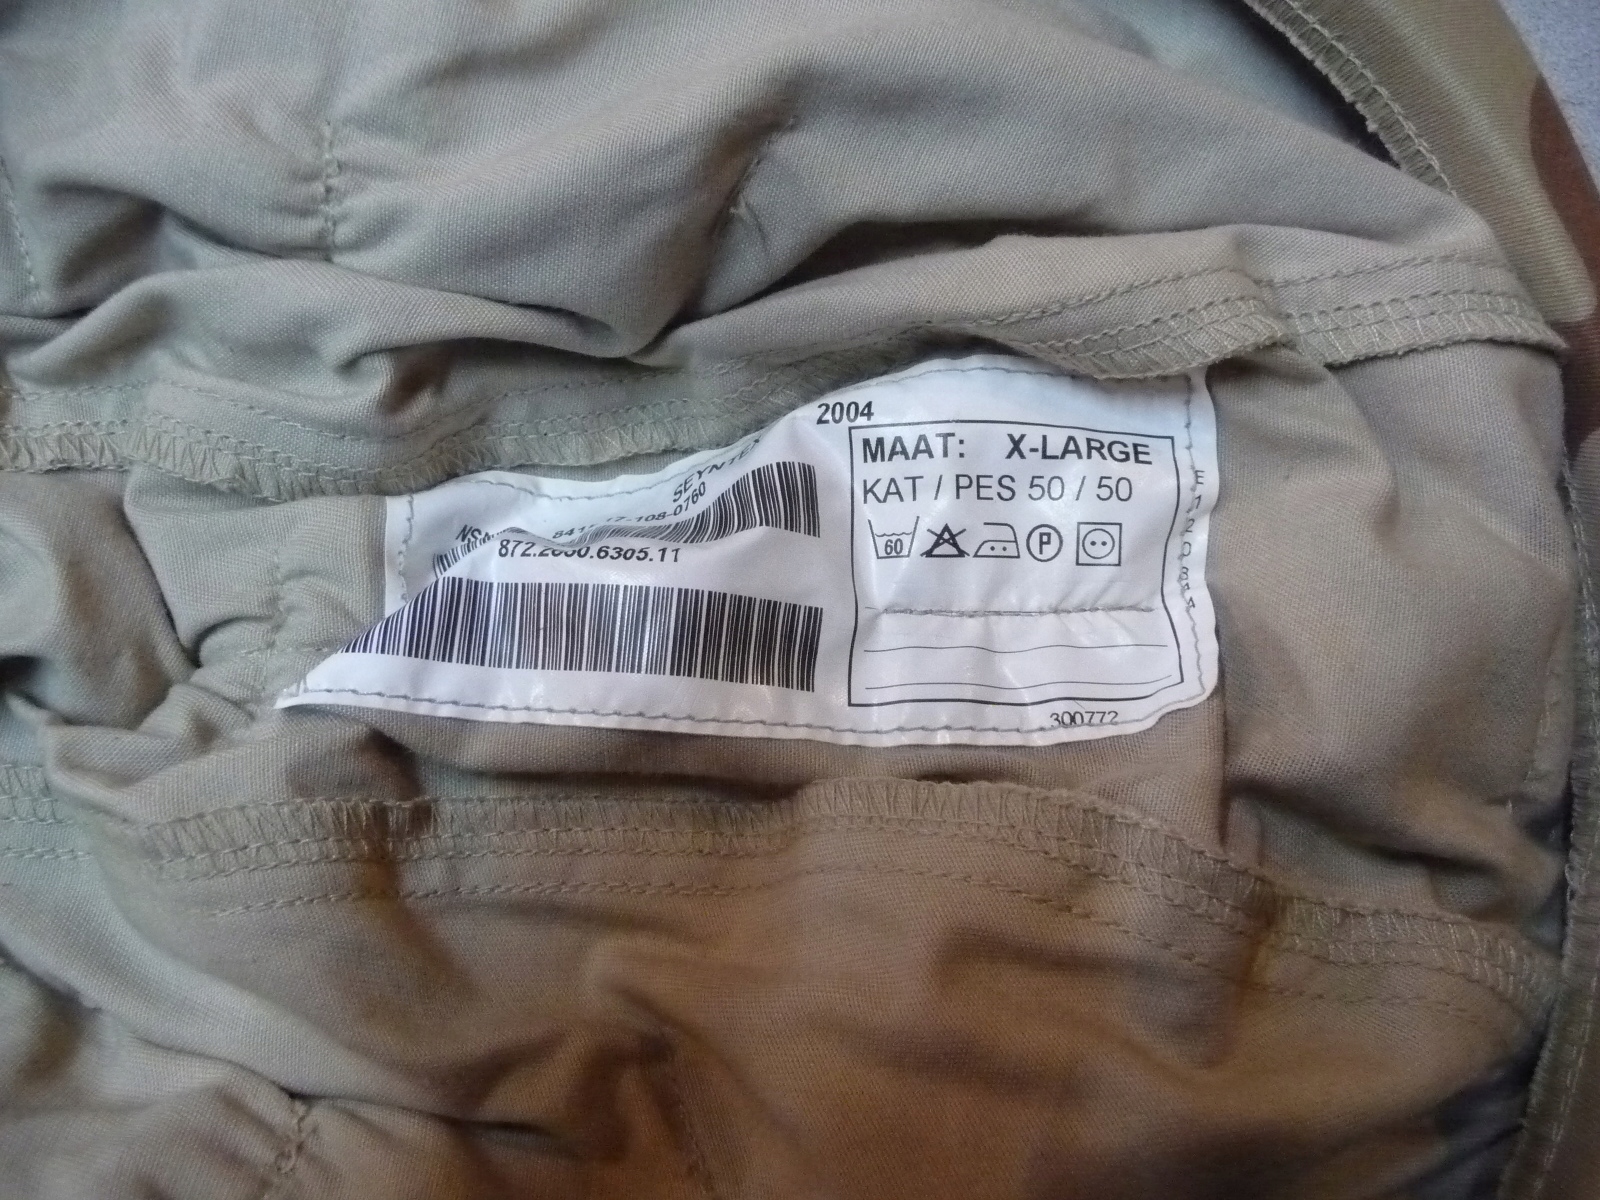 2004
SEYNTEX
MAAT: X-LARGE
KAT / PES 50 / 50
60
P
872.2000.6305.11
300772